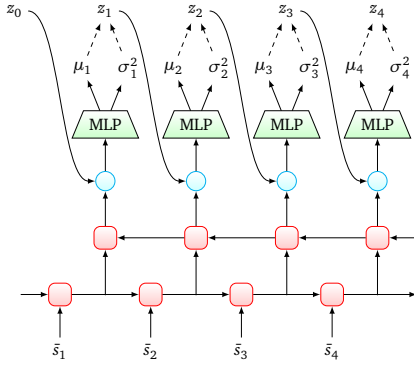 z₀ z₁ z₂ z₃ z₄
μ₁ σ₁² μ₂ σ₂² μ₃ σ₃² μ₄ σ₄²
MLP MLP MLP MLP
s̄₁ s̄₂ s̄₃ s̄₄